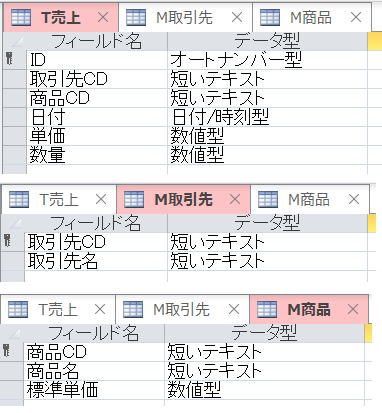 T売上 M取引先 M商品
フィールド名 データ型
ID オートナンバー型
取引先CD 短いテキスト
商品CD 短いテキスト
日付 日付/時刻型
単価 数値型
数量 数値型
T売上 M取引先 M商品
フィールド名 データ型
取引先CD 短いテキスト
取引先名 短いテキスト
T売上 M取引先 M商品
フィールド名 データ型
商品CD 短いテキスト
商品名 短いテキスト
標準単価 数値型